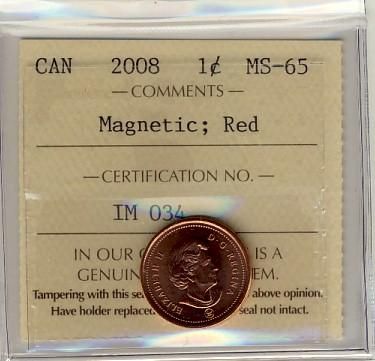 CAN 2008 1¢ MS-65
— COMMENTS —
Magnetic; Red
— CERTIFICATION NO. —
IM 034
IN OUR IS A
GENUIN EM.
Tampering with this sea above opinion.
Have holder replaced seal not intact.
ELIZABETH II D·G·REGINA